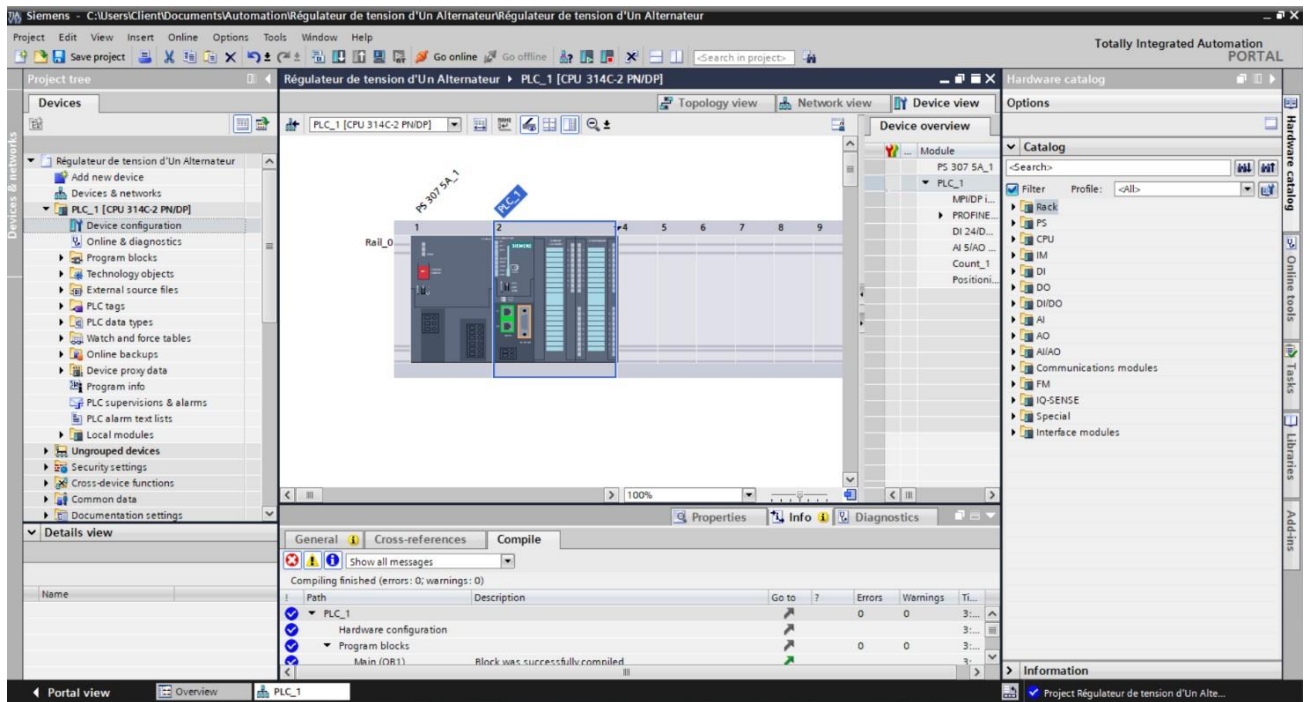 Siemens - C:\Users\Client\Documents\Automation\Régulateur de tension d'Un Alternateur\Régulateur de tension d'Un Alternateur
Project Edit View Insert Online Options Tools Window Help
Totally Integrated Automation
PORTAL
Save project Go online Go offline <Search in project>
Project tree
Devices
Devices & networks
Régulateur de tension d'Un Alternateur
Add new device
Devices & networks
PLC_1 [CPU 314C-2 PN/DP]
Device configuration
Online & diagnostics
Program blocks
Technology objects
External source files
PLC tags
PLC data types
Watch and force tables
Online backups
Device proxy data
Program info
PLC supervisions & alarms
PLC alarm text lists
Local modules
Ungrouped devices
Security settings
Cross-device functions
Common data
Documentation settings
Details view
Name
Régulateur de tension d'Un Alternateur PLC_1 [CPU 314C-2 PN/DP]
Topology view Network view Device view
PLC_1 [CPU 314C-2 PN/DP]
PS 307 5A_1
PLC_1
1 2 4 5 6 7 8 9
Rail_0
SIEMENS
100%
Device overview
... Module
PS 307 5A_1
PLC_1
MPI/DP i...
PROFINE...
DI 24/D...
AI 5/AO ...
Count_1
Positioni...
Properties Info Diagnostics
General Cross-references Compile
Show all messages
Compiling finished (errors: 0; warnings: 0)
! Path Description Go to ? Errors Warnings Ti...
PLC_1 0 0 3:...
Hardware configuration 3:...
Program blocks 0 0 3:...
Main (OB1) Block was successfully compiled. 3:...
Hardware catalog
Options
Catalog
<Search>
Filter Profile: <All>
Rack
PS
CPU
IM
DI
DO
DI/DO
AI
AO
AI/AO
Communications modules
FM
IQ-SENSE
Special
Interface modules
Information
Hardware catalog
Online tools
Tasks
Libraries
Add-ins
Portal view Overview PLC_1
Project Régulateur de tension d'Un Alte...